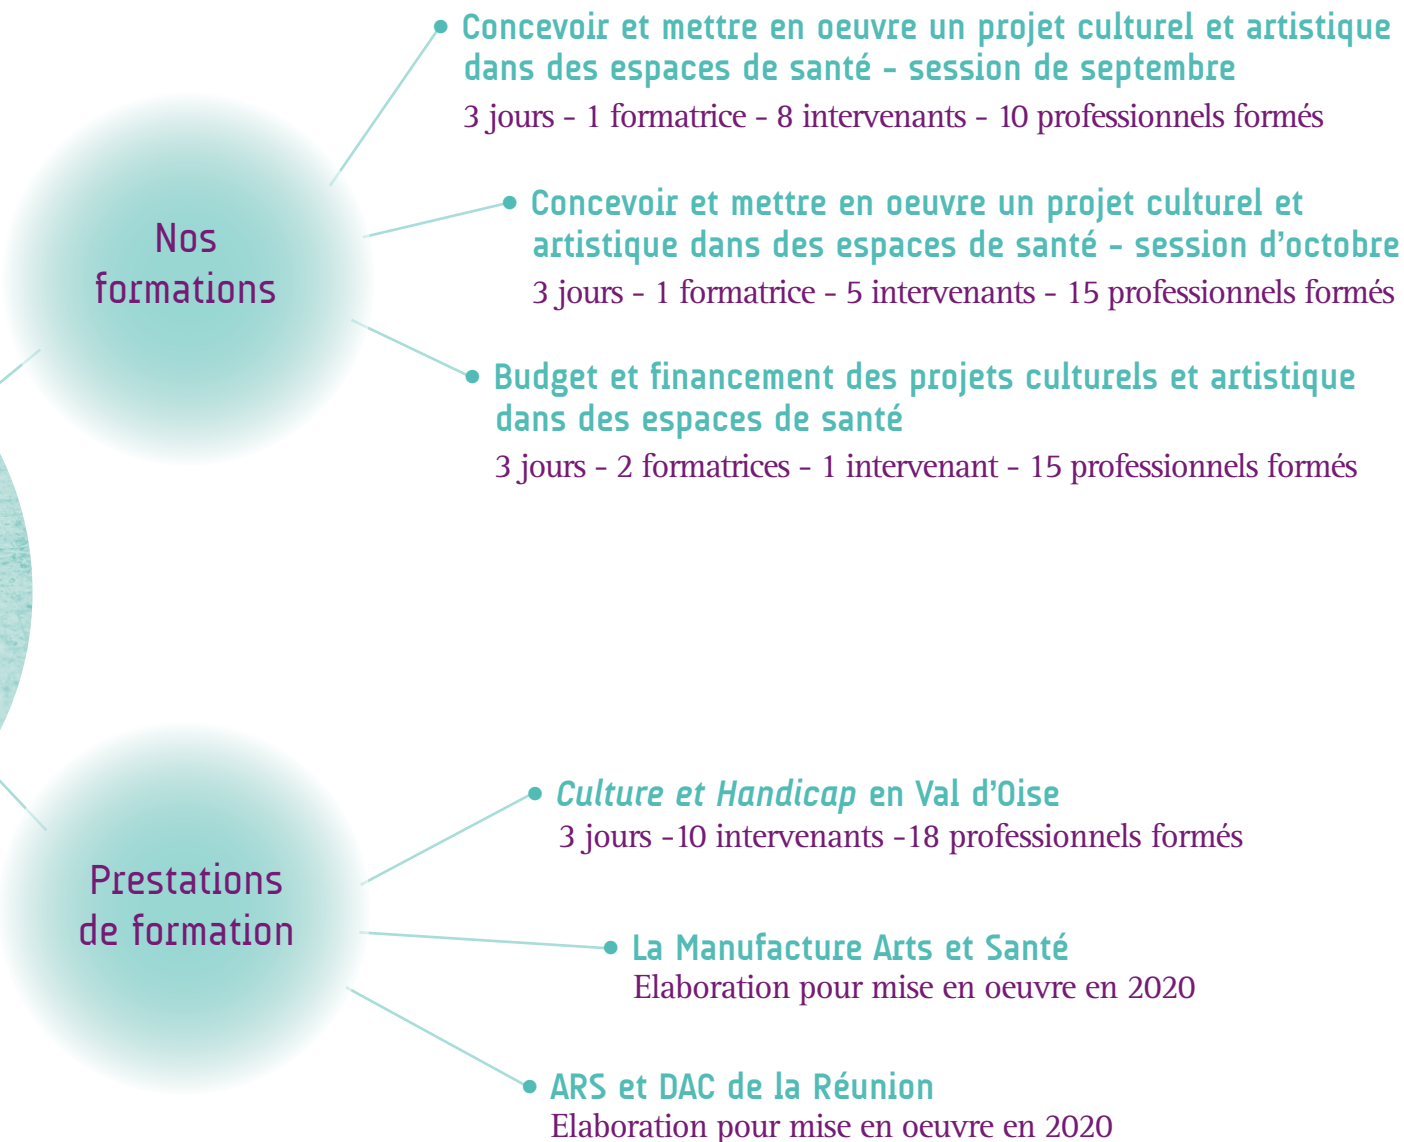 Concevoir et mettre en oeuvre un projet culturel et artistique
dans des espaces de santé - session de septembre
3 jours - 1 formatrice - 8 intervenants - 10 professionnels formés
Nos
formations
Concevoir et mettre en oeuvre un projet culturel et
artistique dans des espaces de santé - session d'octobre
3 jours - 1 formatrice - 5 intervenants - 15 professionnels formés
Budget et financement des projets culturels et artistique
dans des espaces de santé
3 jours - 2 formatrices - 1 intervenant - 15 professionnels formés
Prestations
de formation
Culture et Handicap en Val d'Oise
3 jours -10 intervenants -18 professionnels formés
La Manufacture Arts et Santé
Elaboration pour mise en oeuvre en 2020
ARS et DAC de la Réunion
Elaboration pour mise en oeuvre en 2020